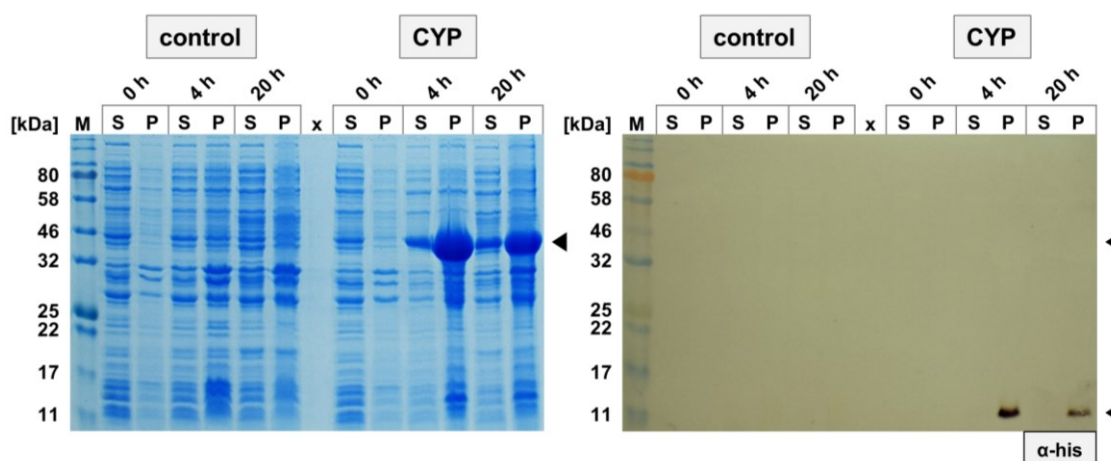 control CYP control CYP
0 h 4 h 20 h 0 h 4 h 20 h 0 h 4 h 20 h 0 h 4 h 20 h
[kDa] M S P S P S P x S P S P S P [kDa] M S P S P S P x S P S P S P
80 80
58 58
46 46
32 32
25 25
22 22
17 17
11 11
α-his